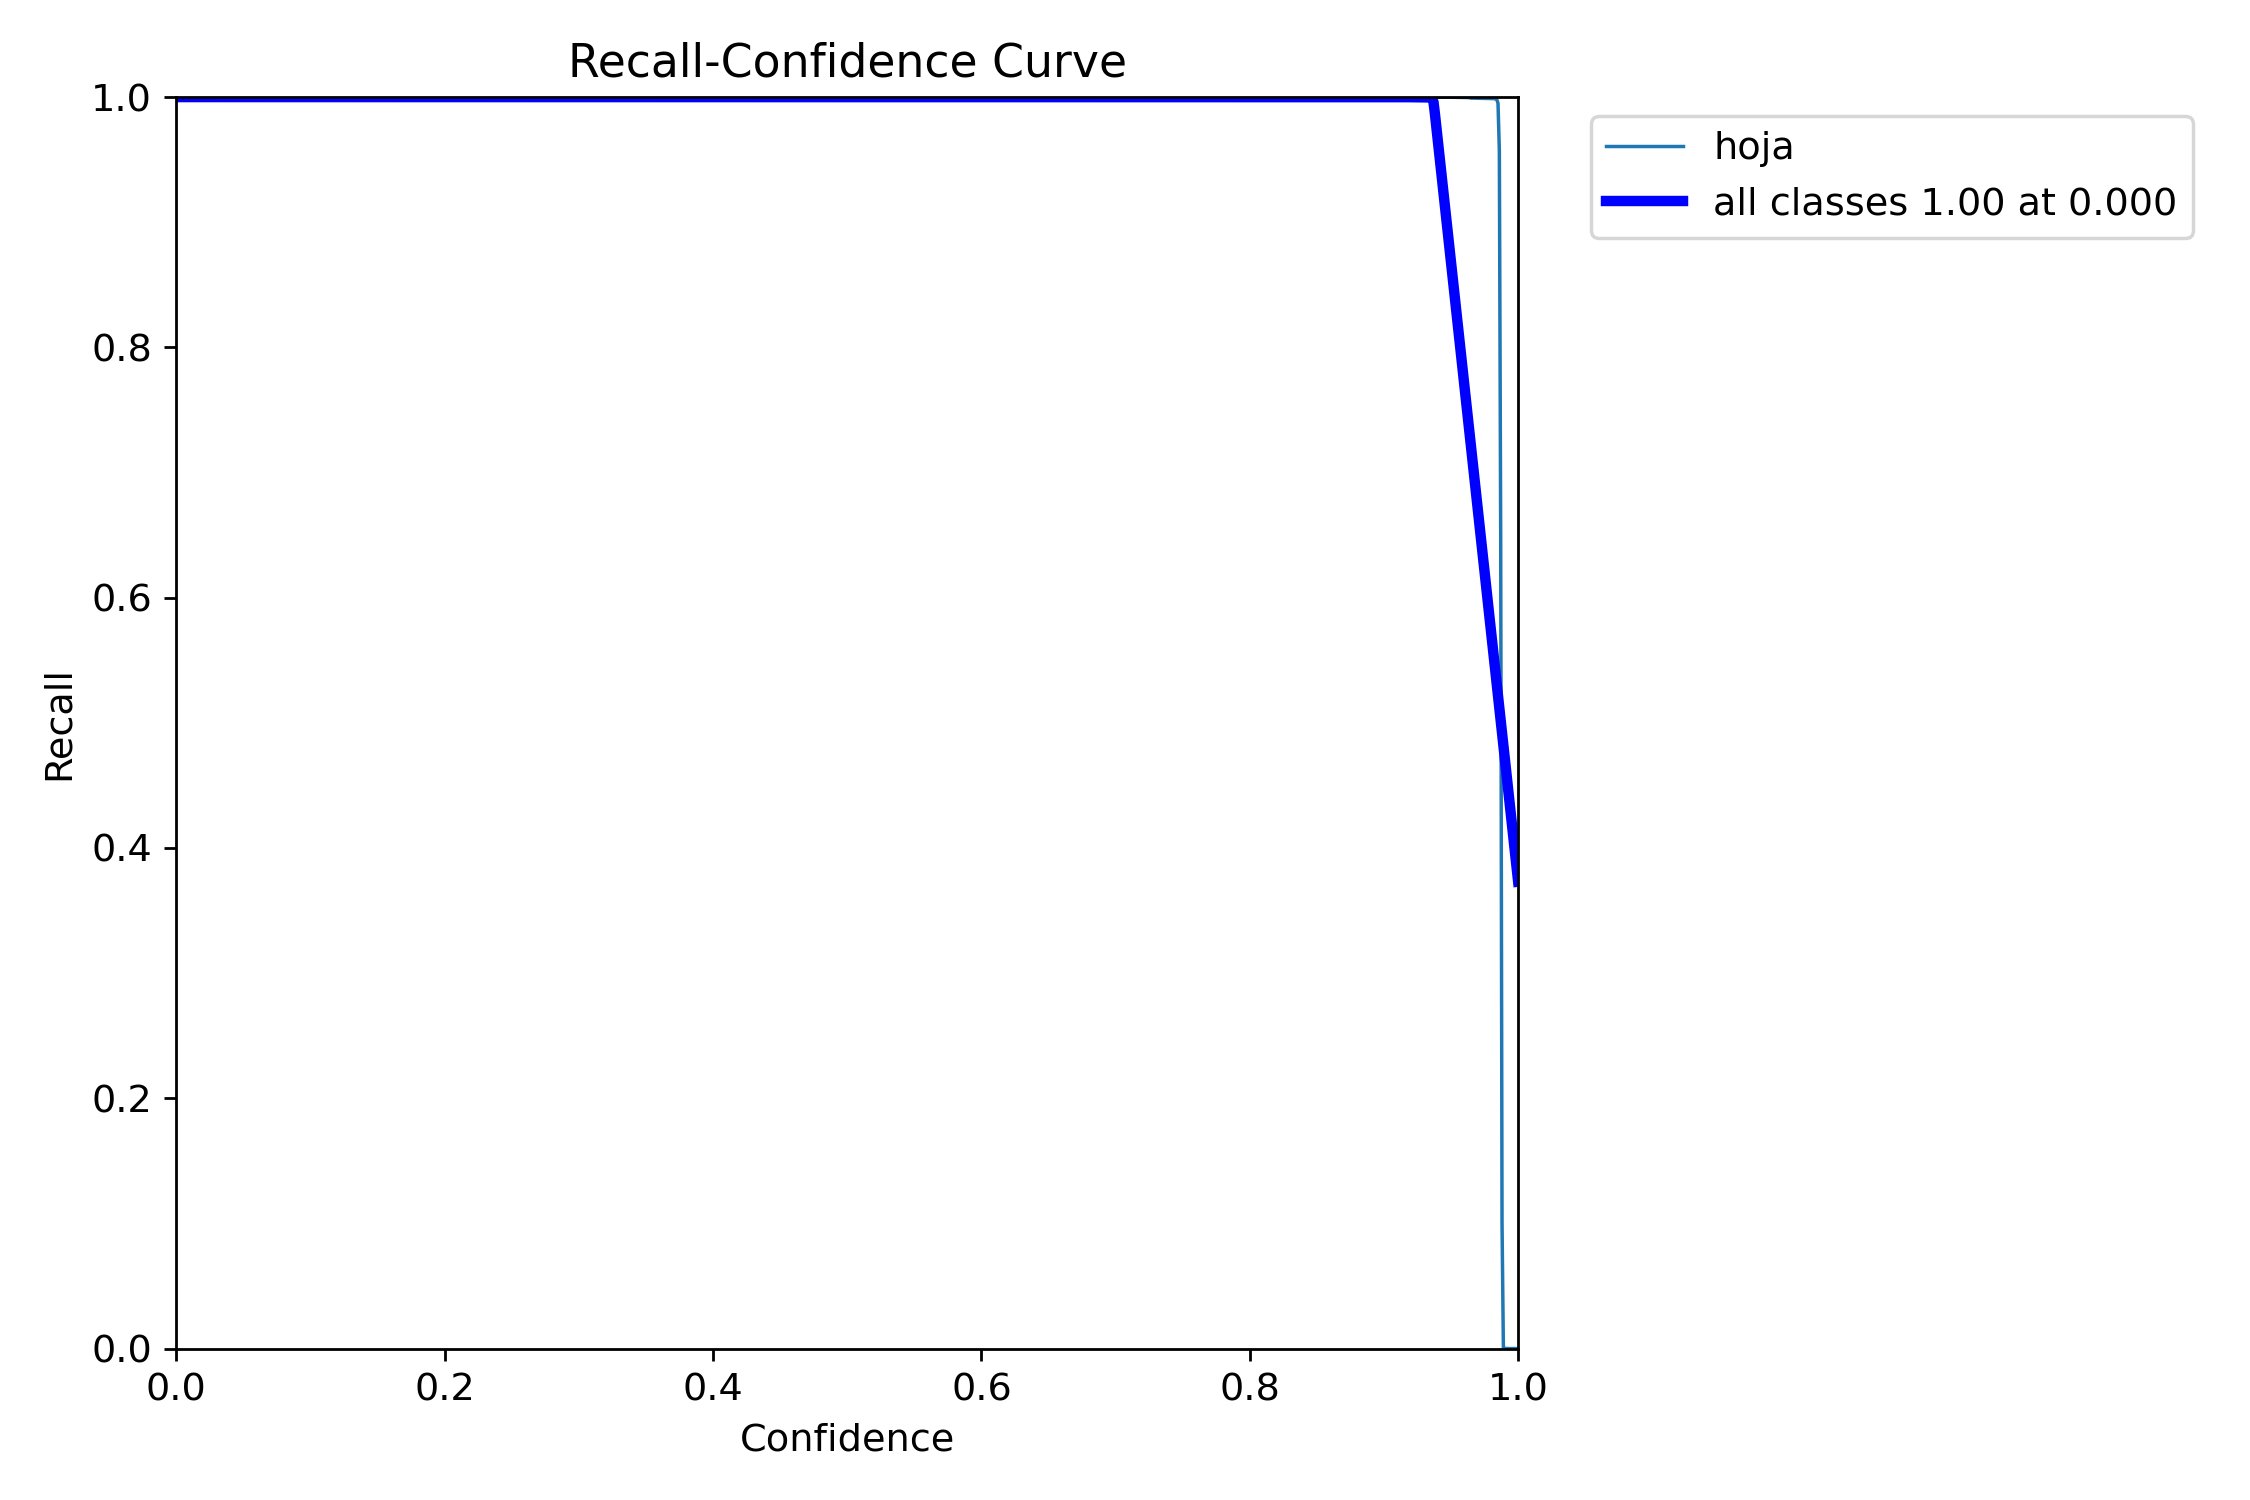 Recall-Confidence Curve
1.0
0.8
0.6
0.4
0.2
0.0
Recall
0.0 0.2 0.4 0.6 0.8 1.0
Confidence
hoja
all classes 1.00 at 0.000